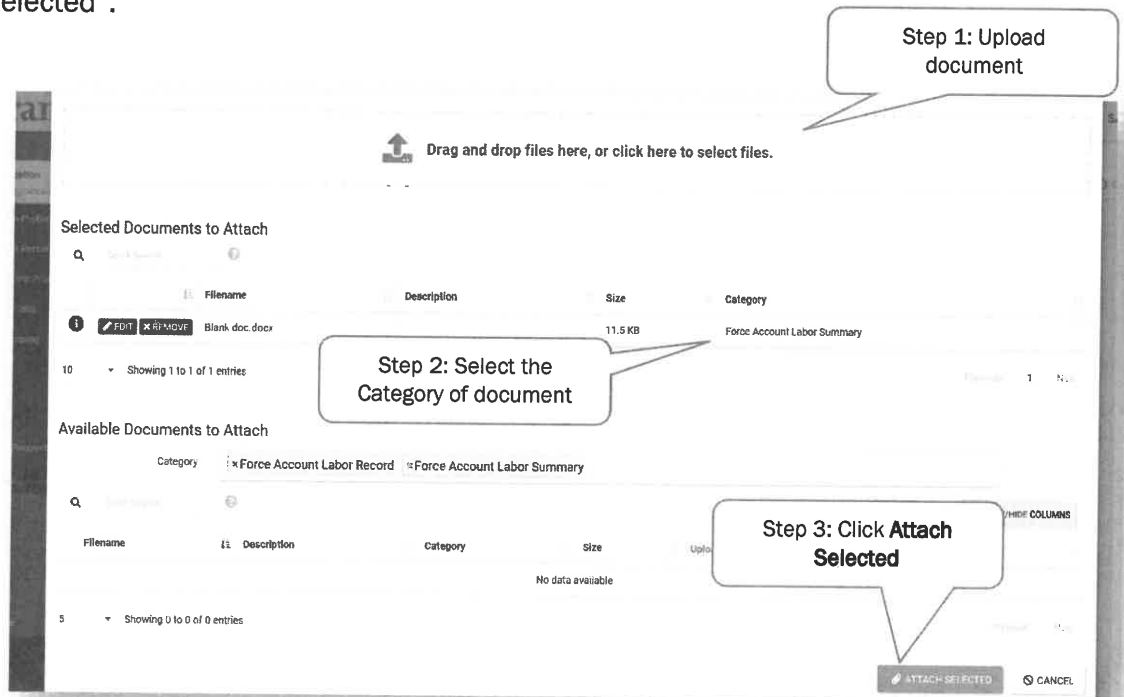 elected".
Step 1: Upload
document
Drag and drop files here, or click here to select files.
Selected Documents to Attach
Filename Description Size Category
EDIT × REMOVE Blank doc.docx 11.5 KB Force Account Labor Summary
10 Showing 1 to 1 of 1 entries 1
Step 2: Select the
Category of document
Available Documents to Attach
Category × Force Account Labor Record × Force Account Labor Summary
/HIDE COLUMNS
Filename Description Category Size Uplo
No data available
Step 3: Click Attach
Selected
5 Showing 0 to 0 of 0 entries
ATTACH SELECTED CANCEL